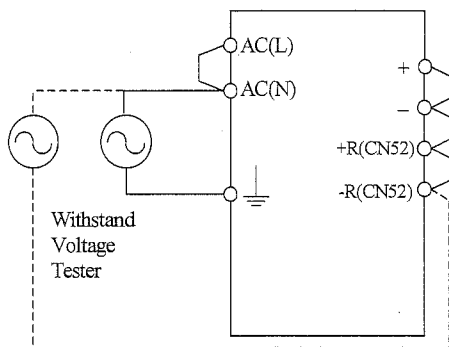 AC(L)
AC(N)
+
−
+R(CN52)
-R(CN52)
Withstand
Voltage
Tester